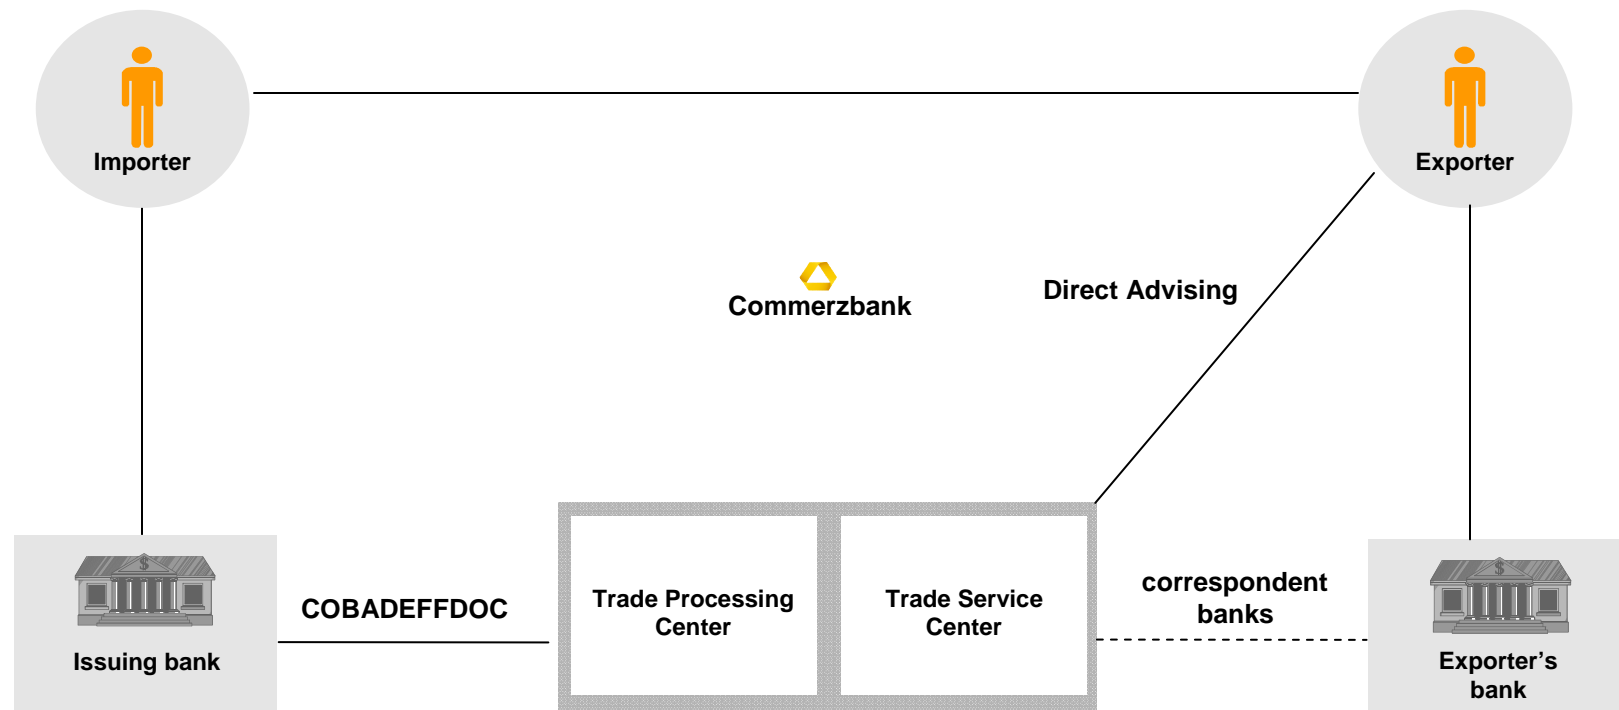 Importer
Exporter
Commerzbank
Direct Advising
COBADEFFDOC
Trade Processing
Center
Trade Service
Center
correspondent
banks
$
Issuing bank
$
Exporter’s
bank